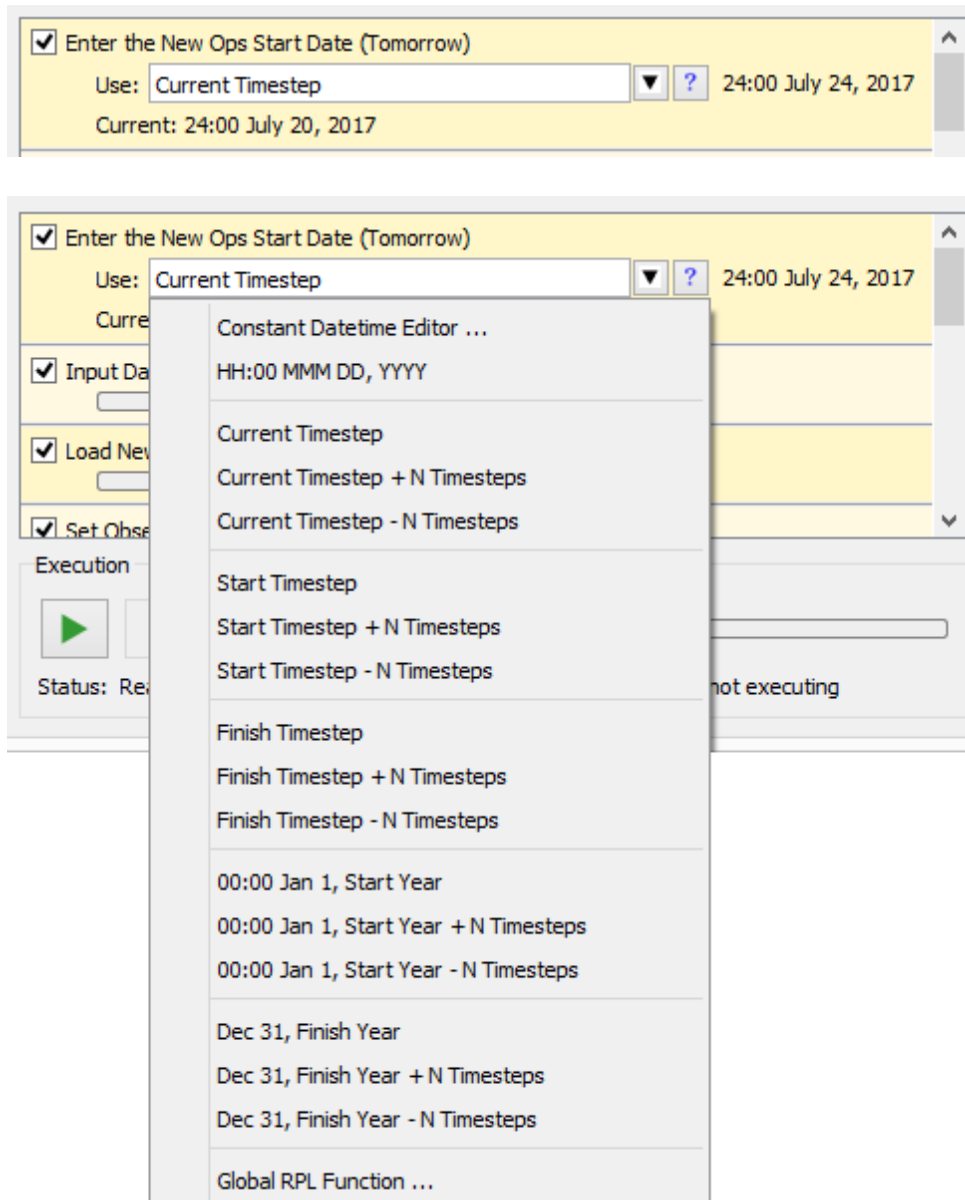 Enter the New Ops Start Date (Tomorrow)
Use: Current Timestep ? 24:00 July 24, 2017
Current: 24:00 July 20, 2017
Enter the New Ops Start Date (Tomorrow)
Use: Current Timestep ? 24:00 July 24, 2017
Curre
Constant Datetime Editor ...
Input Da
HH:00 MMM DD, YYYY
Current Timestep
Load Nev
Current Timestep + N Timesteps
Current Timestep - N Timesteps
Set Obse
Execution
Start Timestep
Start Timestep + N Timesteps
Start Timestep - N Timesteps
Status: Rea
not executing
Finish Timestep
Finish Timestep + N Timesteps
Finish Timestep - N Timesteps
00:00 Jan 1, Start Year
00:00 Jan 1, Start Year + N Timesteps
00:00 Jan 1, Start Year - N Timesteps
Dec 31, Finish Year
Dec 31, Finish Year + N Timesteps
Dec 31, Finish Year - N Timesteps
Global RPL Function ...